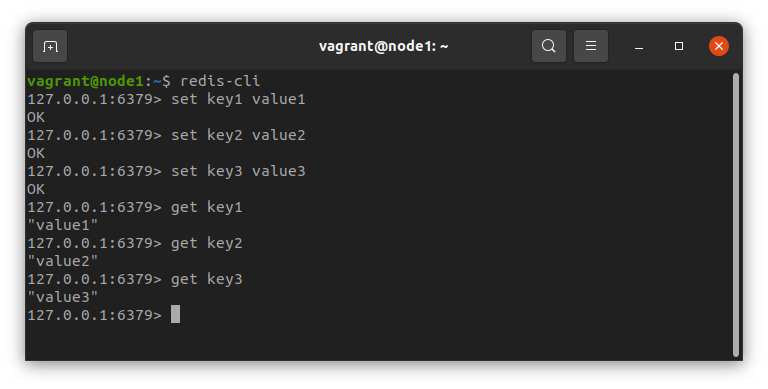 vagrant@node1: ~
vagrant@node1:~$ redis-cli
127.0.0.1:6379> set key1 value1
OK
127.0.0.1:6379> set key2 value2
OK
127.0.0.1:6379> set key3 value3
OK
127.0.0.1:6379> get key1
"value1"
127.0.0.1:6379> get key2
"value2"
127.0.0.1:6379> get key3
"value3"
127.0.0.1:6379>